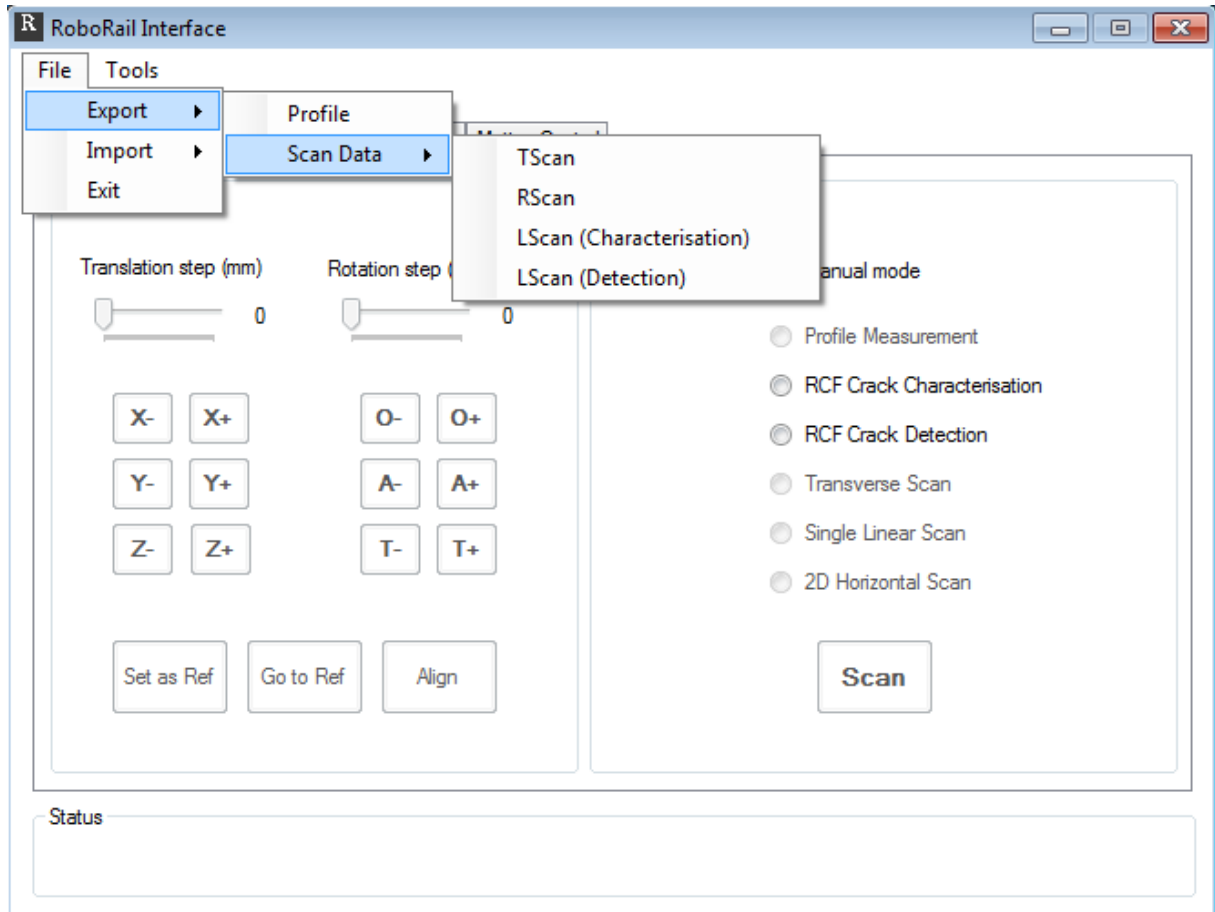 R RoboRail Interface
File Tools
Export Profile
Import Scan Data TScan
Exit RScan
LScan (Characterisation)
LScan (Detection)
Translation step (mm) Rotation step ( anual mode
0 0
Profile Measurement
RCF Crack Characterisation
RCF Crack Detection
Transverse Scan
Single Linear Scan
2D Horizontal Scan
X- X+ O- O+
Y- Y+ A- A+
Z- Z+ T- T+
Set as Ref Go to Ref Align Scan
Status